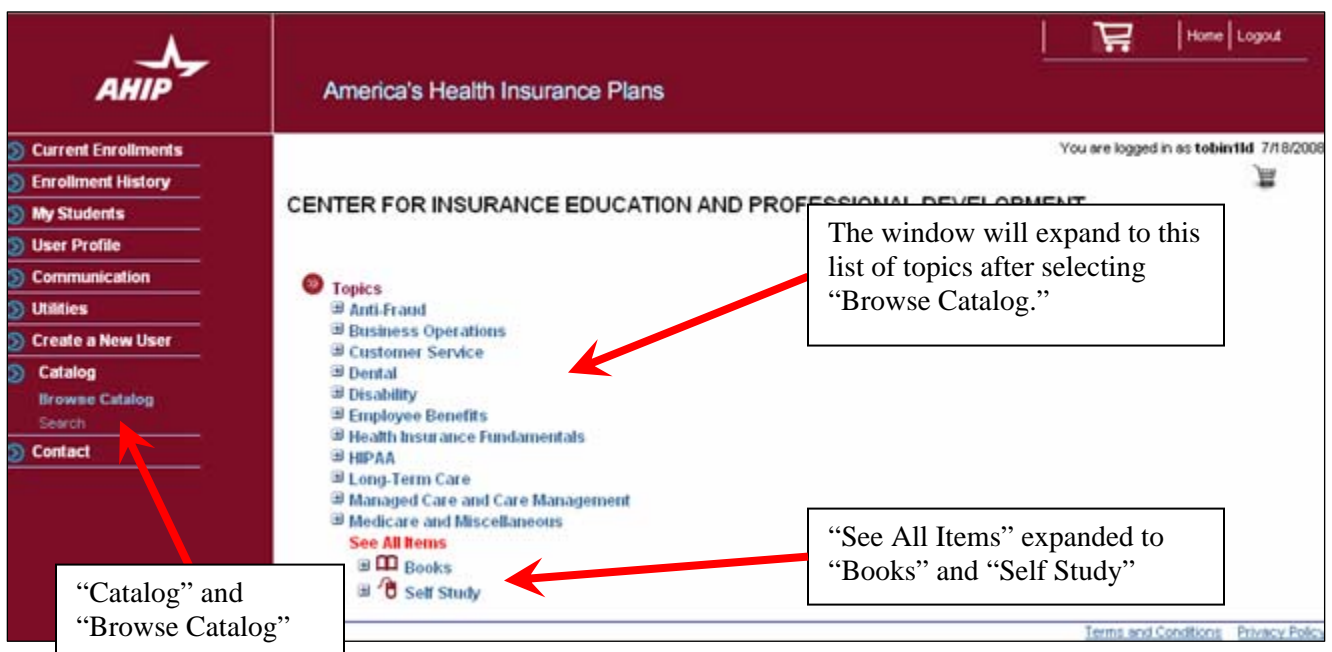 AHIP
America's Health Insurance Plans
Home | Logout
You are logged in as tobin1ld 7/18/2008
Current Enrollments
Enrollment History
My Students
User Profile
Communication
Utilities
Create a New User
Catalog
Browse Catalog
Search
Contact
CENTER FOR INSURANCE EDUCATION AND PROFESSIONAL DEVELOPMENT
Topics
Anti-Fraud
Business Operations
Customer Service
Dental
Disability
Employee Benefits
Health Insurance Fundamentals
HIPAA
Long-Term Care
Managed Care and Care Management
Medicare and Miscellaneous
See All Items
Books
Self Study
The window will expand to this
list of topics after selecting
“Browse Catalog.”
“See All Items” expanded to
“Books” and “Self Study”
“Catalog” and
“Browse Catalog”
Terms and Conditions Privacy Policy